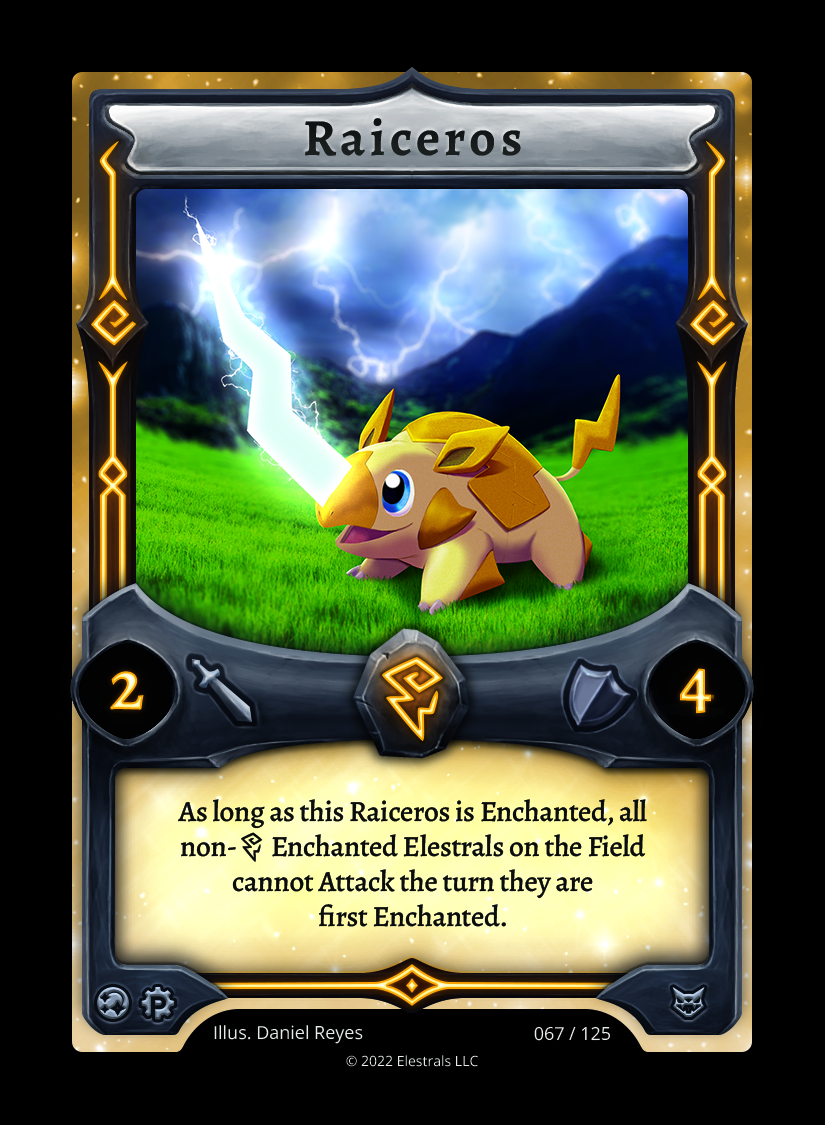 Raiceros
2
4
As long as this Raiceros is Enchanted, all
non- Enchanted Elestrals on the Field
cannot Attack the turn they are
first Enchanted.
P
Illus. Daniel Reyes
067 / 125
© 2022 Elestrals LLC